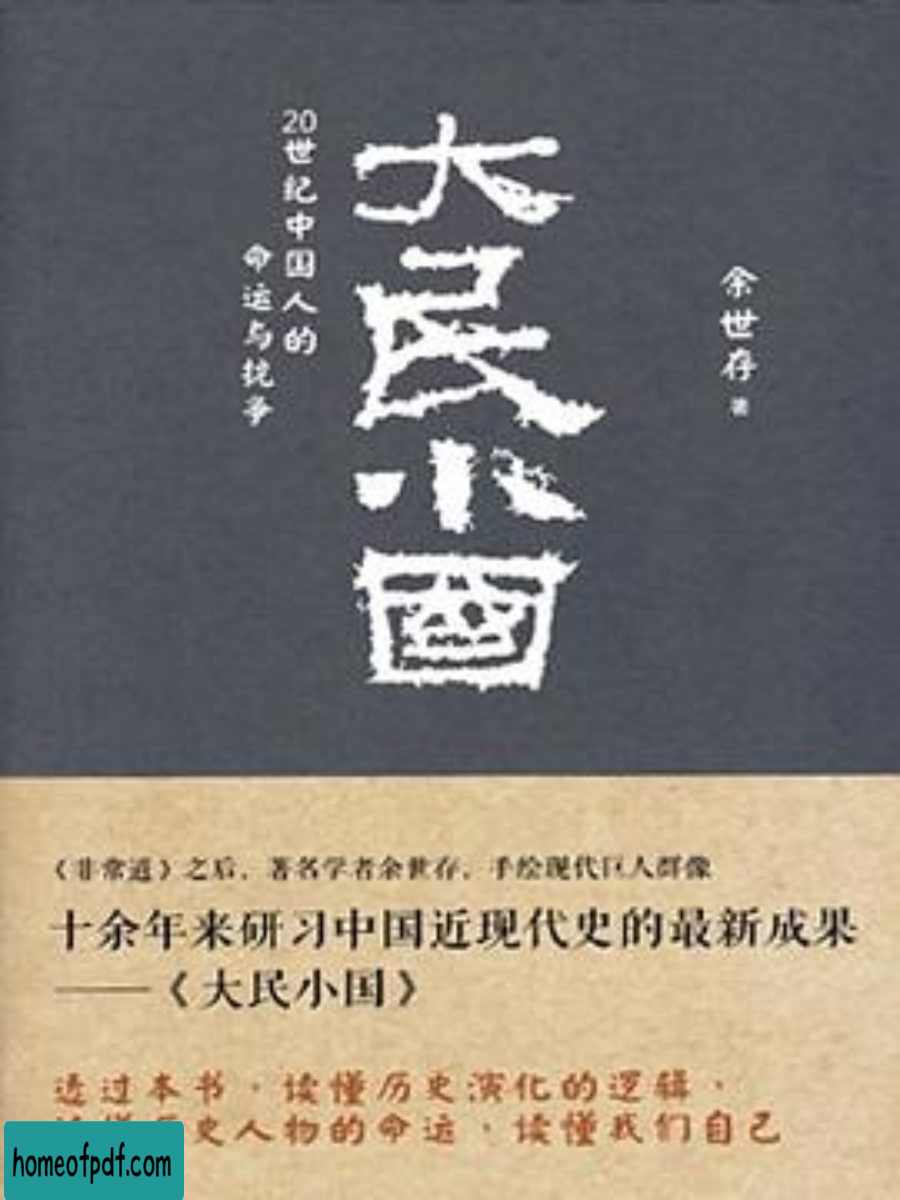 大民小国
20世纪中国人的
命运与抗争
余世存 著
《非常道》之后，著名学者余世存，手绘现代巨人群像
十余年来研习中国近现代史的最新成果
——《大民小国》
透过本书，读懂历史演化的逻辑、
史人物的命运，读懂我们自己
homeofpdf.com